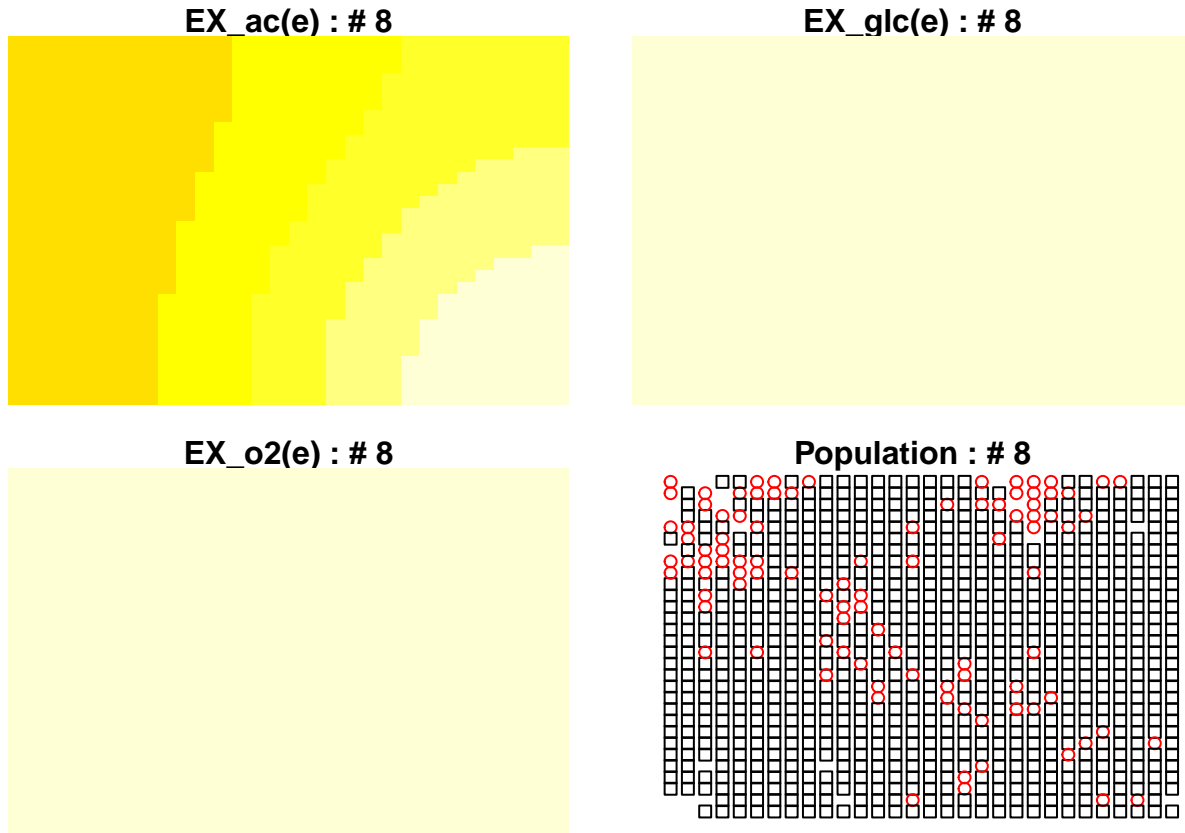 EX_ac(e) : # 8
EX_glc(e) : # 8
EX_o2(e) : # 8
Population : # 8